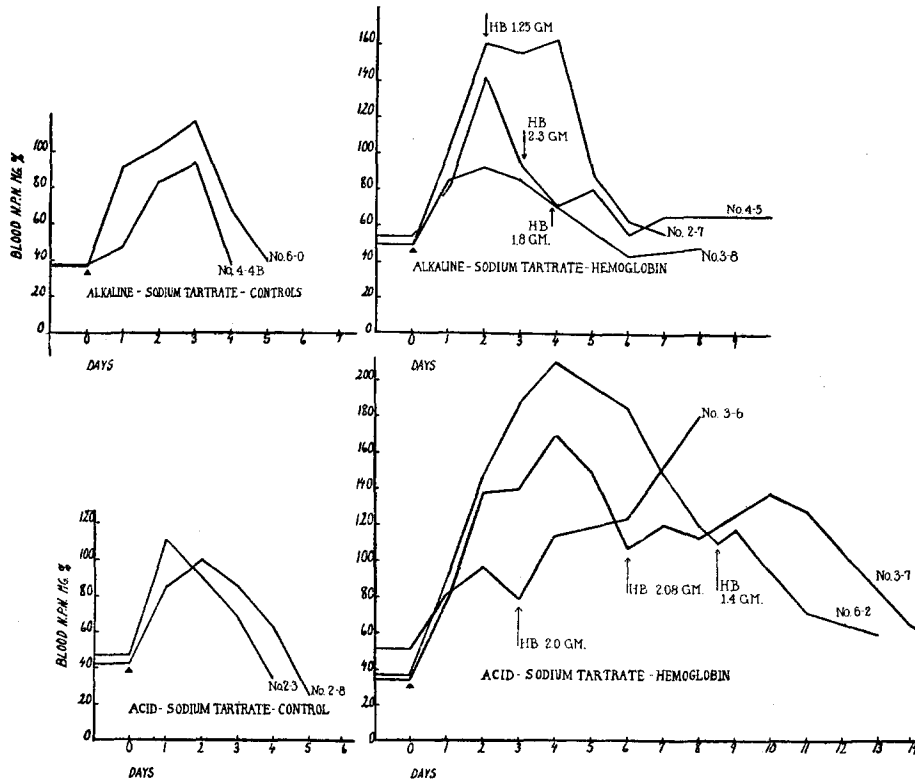 BLOOD N.P.N. MG. %
100
80
60
40
20
0
No.4-4B
No.6-0
ALKALINE - SODIUM TARTRATE - CONTROLS
0 1 2 3 4 5 6 7
DAYS
160
140
120
100
80
60
40
20
0
HB 1.25 GM
HB
2.3 GM
HB
1.8 GM.
No. 4-5
No. 2-7
No. 3-8
ALKALINE-SODIUM TARTRATE-HEMOGLOBIN
0 1 2 3 4 5 6 7 8 9
DAYS
BLOOD N.P.N. MG. %
120
100
80
60
40
20
0
No.2-3
No. 2-8
ACID-SODIUM TARTRATE-CONTROL
0 1 2 3 4 5 6
DAYS
200
180
160
140
120
100
80
60
40
20
0
No. 3-6
No. 3-7
No. 6-2
HB 2.0 GM.
HB 2.08 GM.
HB
1.4 GM.
ACID- SODIUM TARTRATE-HEMOGLOBIN
0 1 2 3 4 5 6 7 8 9 10 11 12 13 14
DAYS